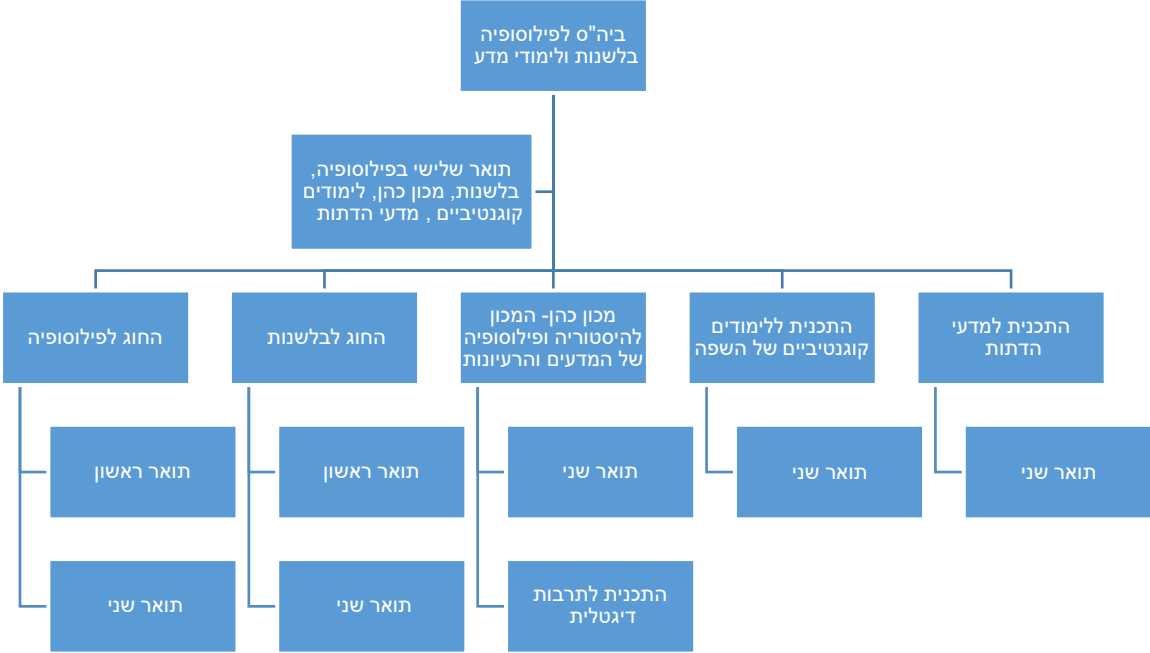 ביה"ס לפילוסופיה
בלשנות ולימודי מדע
תואר שלישי בפילוסופיה,
בלשנות, מכון כהן, לימודים
קוגנטיביים , מדעי הדתות
התכנית למדעי
הדתות
התכנית ללימודים
קוגנטיביים של השפה
מכון כהן- המכון
להיסטוריה ופילוסופיה
של המדעים והרעיונות
החוג לבלשנות
החוג לפילוסופיה
תואר שני
תואר שני
תואר שני
תואר ראשון
תואר ראשון
התכנית לתרבות
דיגטלית
תואר שני
תואר שני